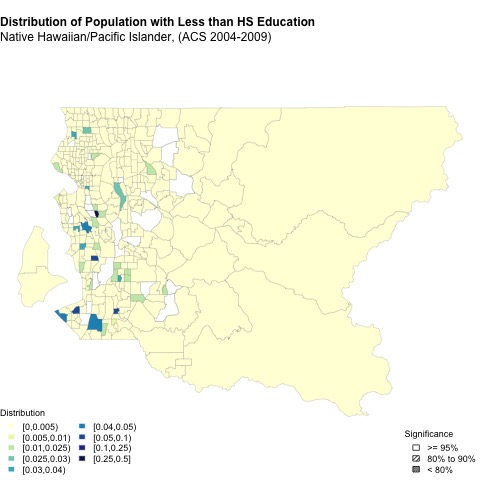 Distribution of Population with Less than HS Education
Native Hawaiian/Pacific Islander, (ACS 2004-2009)
Distribution
[0,0.005)
[0.005,0.01)
[0.01,0.025)
[0.025,0.03)
[0.03,0.04)
[0.04,0.05)
[0.05,0.1)
[0.1,0.25)
[0.25,0.5]
Significance
>= 95%
80% to 90%
< 80%